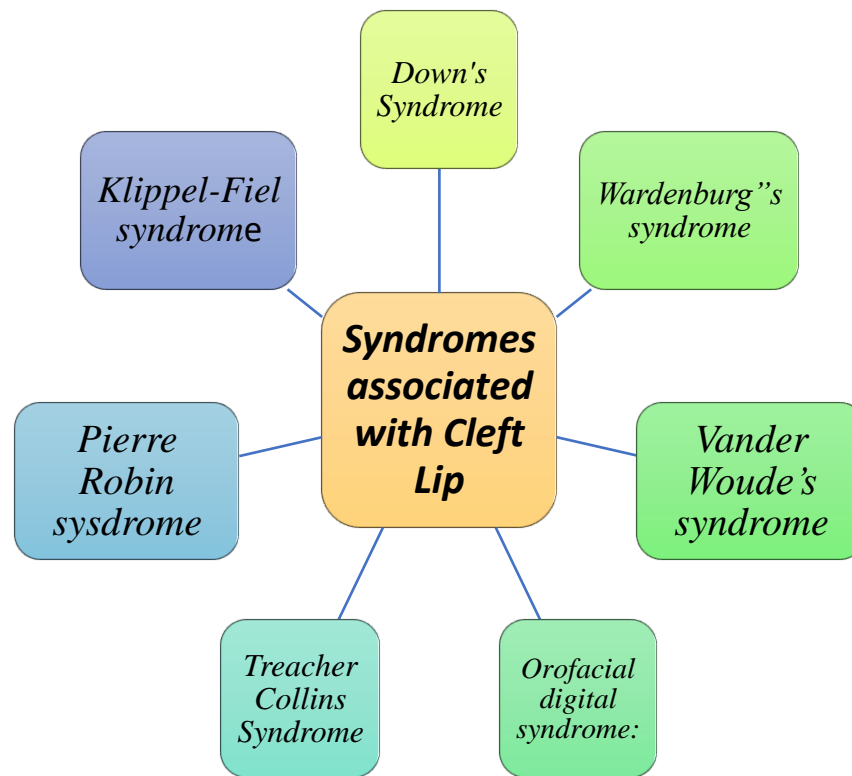 Down's
Syndrome
Klippel-Fiel
syndrome
Wardenburg”s
syndrome
Syndromes
associated
with Cleft
Lip
Pierre
Robin
sysdrome
Vander
Woude’s
syndrome
Treacher
Collins
Syndrome
Orofacial
digital
syndrome: